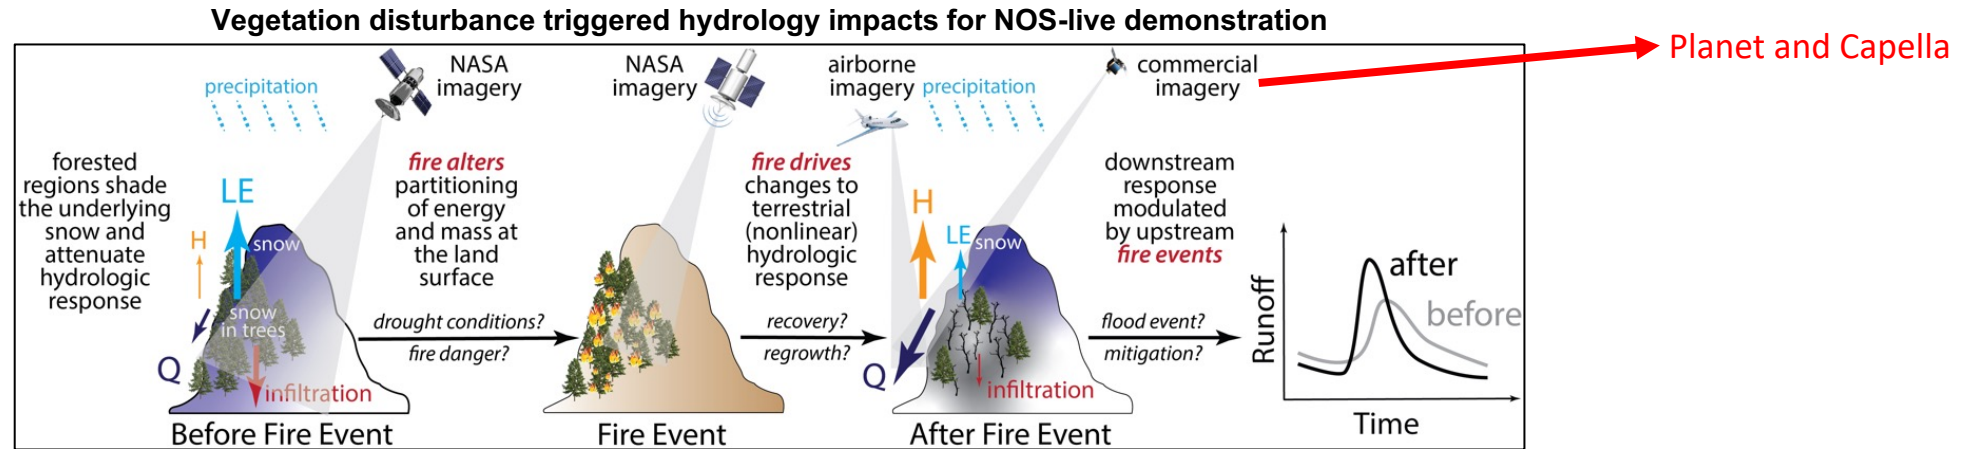 Vegetation disturbance triggered hydrology impacts for NOS-live demonstration
Planet and Capella
forested
regions shade
the underlying
snow and
attenuate
hydrologic
response
precipitation
NASA
imagery
LE
H
snow
snow
in trees
Q
infiltration
Before Fire Event
fire alters
partitioning
of energy
and mass at
the land
surface
drought conditions?
fire danger?
NASA
imagery
Fire Event
fire drives
changes to
terrestrial
(nonlinear)
hydrologic
response
recovery?
regrowth?
airborne
imagery
precipitation
commercial
imagery
H
LE
snow
Q
infiltration
After Fire Event
downstream
response
modulated
by upstream
fire events
flood event?
mitigation?
Runoff
after
before
Time